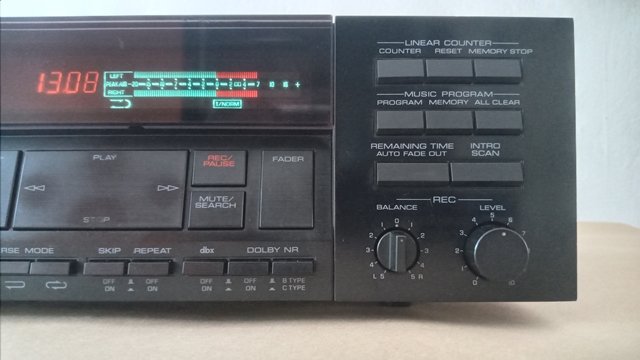 13.08
LEFT
PEAK/dB -20
7 10 15 +
RIGHT
I/NORM
PLAY
STOP
REC/
PAUSE
MUTE/
SEARCH
FADER
RSE MODE
SKIP
REPEAT
dbx
DOLBY NR
OFF
ON
OFF
ON
OFF
ON
OFF
ON
B TYPE
C TYPE
LINEAR COUNTER
COUNTER RESET MEMORY STOP
MUSIC PROGRAM
PROGRAM MEMORY ALL CLEAR
REMAINING TIME
AUTO FADE OUT
INTRO
SCAN
REC
BALANCE
LEVEL
1 0 1
2 2
3 3
4 4
L 5 5 R
4 5 6
3
2
1
0 10